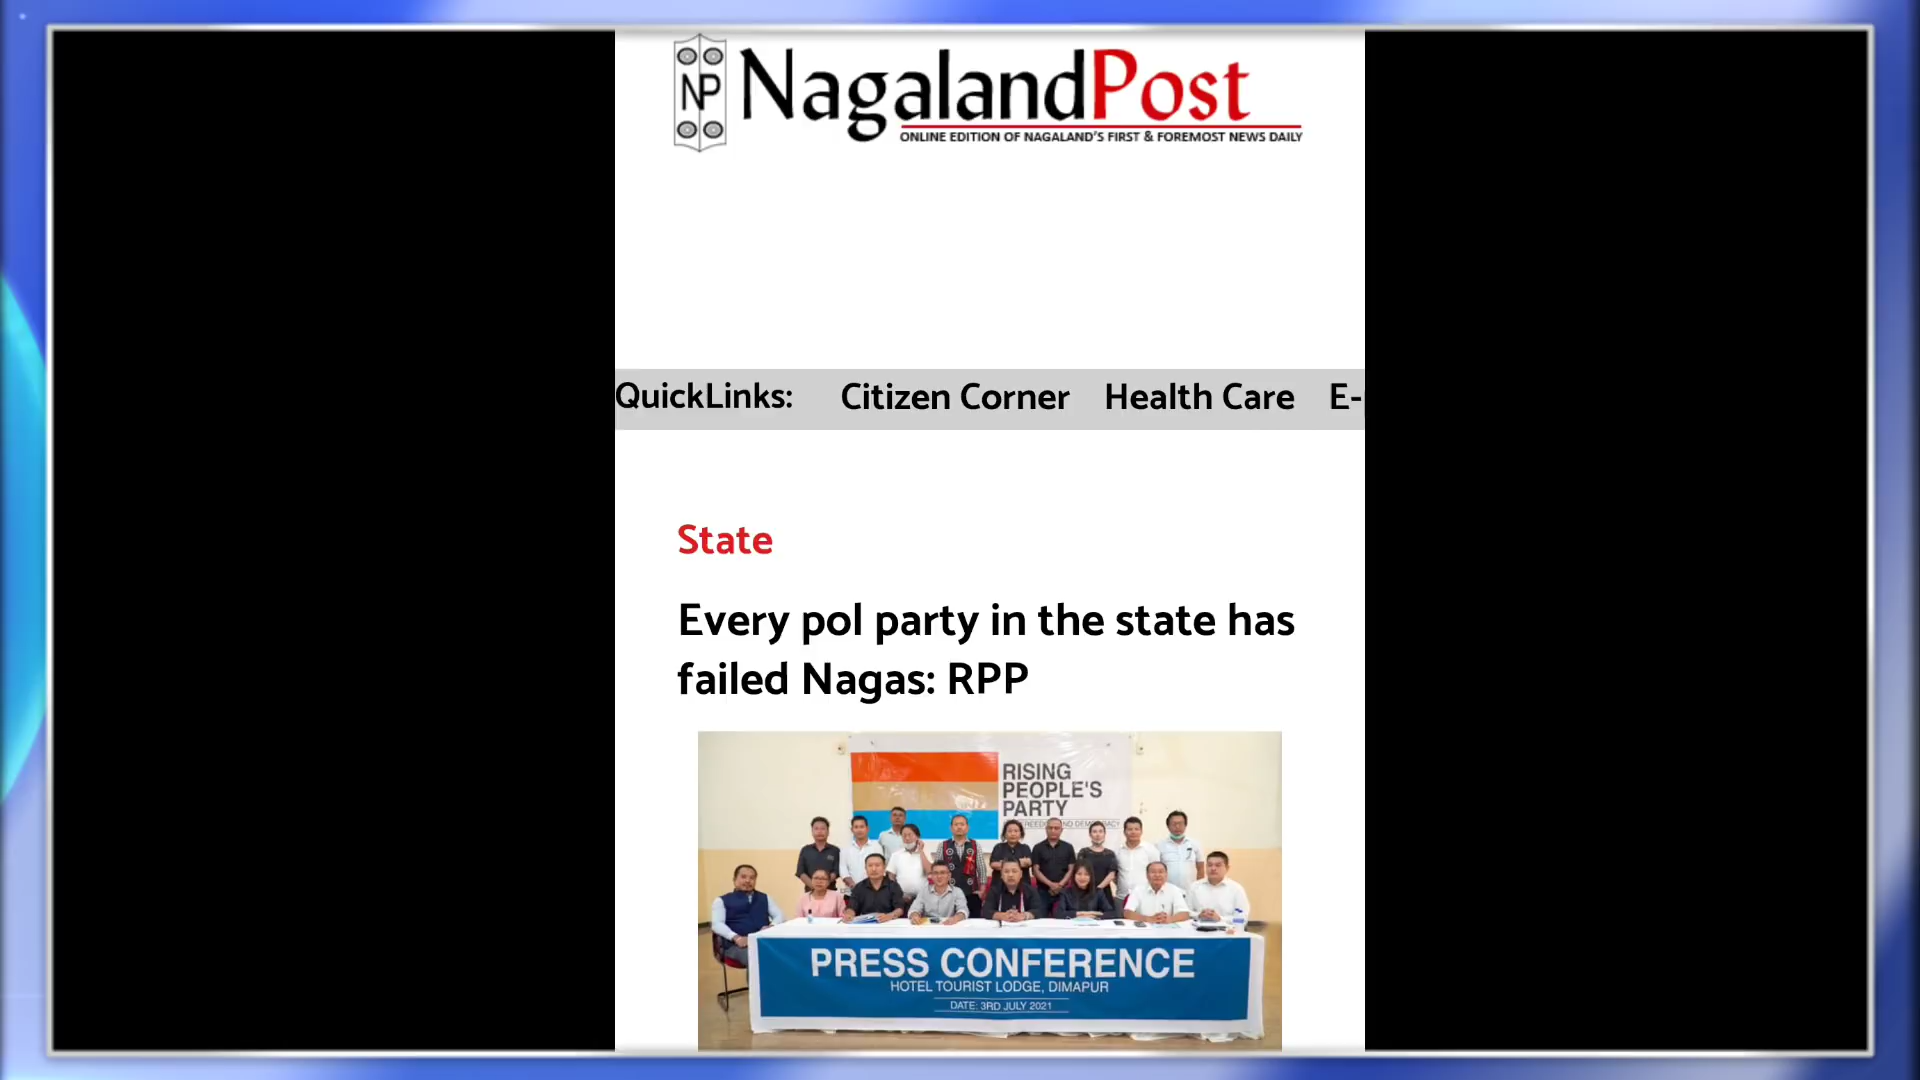 NP
NagalandPost
ONLINE EDITION OF NAGALAND'S FIRST & FOREMOST NEWS DAILY
QuickLinks: Citizen Corner Health Care E-
State
Every pol party in the state has
failed Nagas: RPP
RISING
PEOPLE'S
PARTY
PRESS CONFERENCE
HOTEL TOURIST LODGE, DIMAPUR
DATE: 3RD JULY 2021